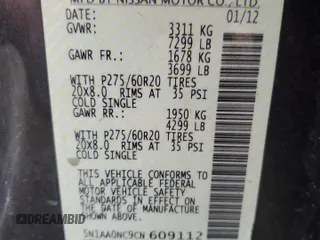 MFD BY NISSAN MOTOR CO., LTD.
DATE: 01/12
GVWR: 3311 KG
7299 LB
GAWR FR.: 1678 KG
3699 LB
WITH P275/60R20 TIRES
20x8.0 RIMS AT 35 PSI
COLD SINGLE
GAWR RR.: 1950 KG
4299 LB
WITH P275/60R20 TIRES
20x8.0 RIMS AT 35 PSI
COLD SINGLE
THIS VEHICLE CONFORMS TO ALL
APPLICABLE FEDERAL MOTOR
VEHICLE SAFETY STANDARDS IN
EFFECT ON THE DATE OF
MANUFACTURE SHOWN ABOVE.
5N1AA0NC9CN 609112
DREAMBID